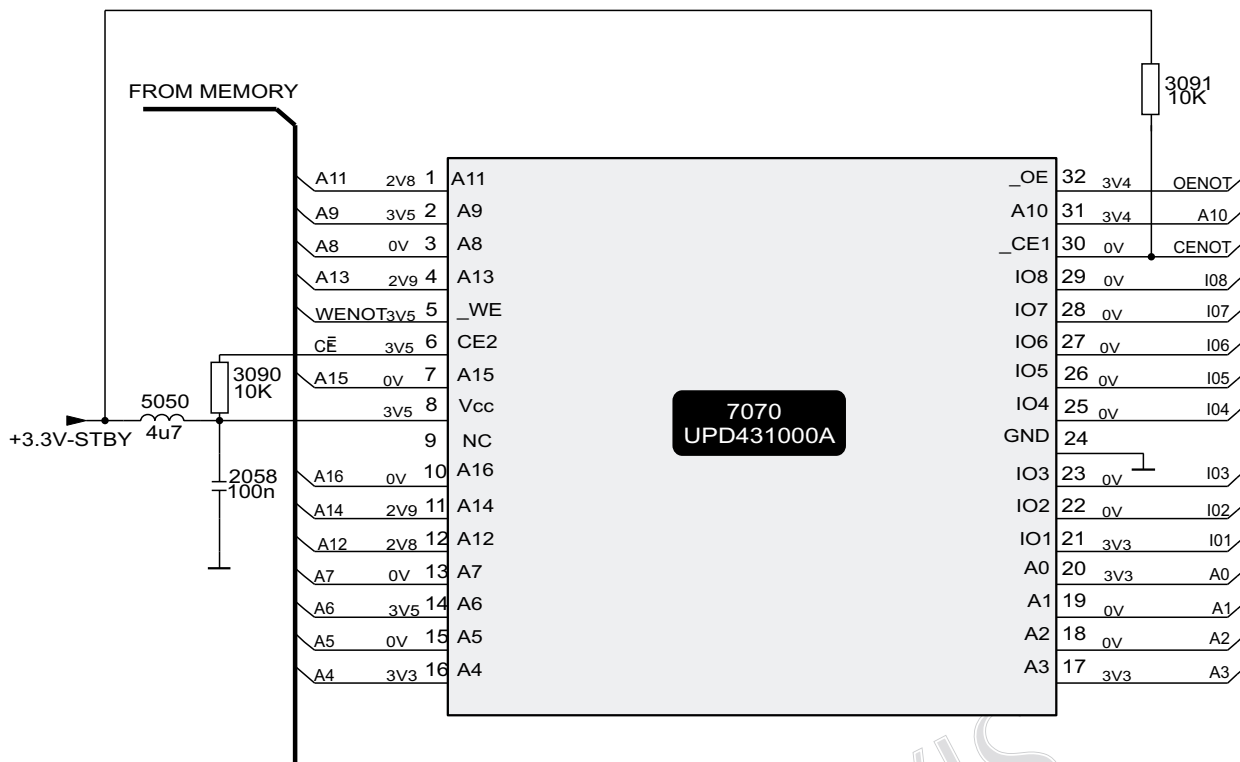 FROM MEMORY
3091
10K
A11 2V8 1 A11
_OE 32 3V4 OENOT
A9 3V5 2 A9
A10 31 3V4 A10
A8 0V 3 A8
_CE1 30 0V CENOT
A13 2V9 4 A13
IO8 29 0V I08
WENOT 3V5 5 _WE
IO7 28 0V I07
CE̅ 3V5 6 CE2
IO6 27 0V I06
3090
10K
A15 0V 7 A15
IO5 26 0V I05
5050
4u7
+3.3V-STBY
3V5 8 Vcc
IO4 25 0V I04
7070
UPD431000A
9 NC
GND 24
2058
100n
A16 0V 10 A16
IO3 23 0V I03
A14 2V9 11 A14
IO2 22 0V I02
A12 2V8 12 A12
IO1 21 3V3 I01
A7 0V 13 A7
A0 20 3V3 A0
A6 3V5 14 A6
A1 19 0V A1
A5 0V 15 A5
A2 18 0V A2
A4 3V3 16 A4
A3 17 3V3 A3